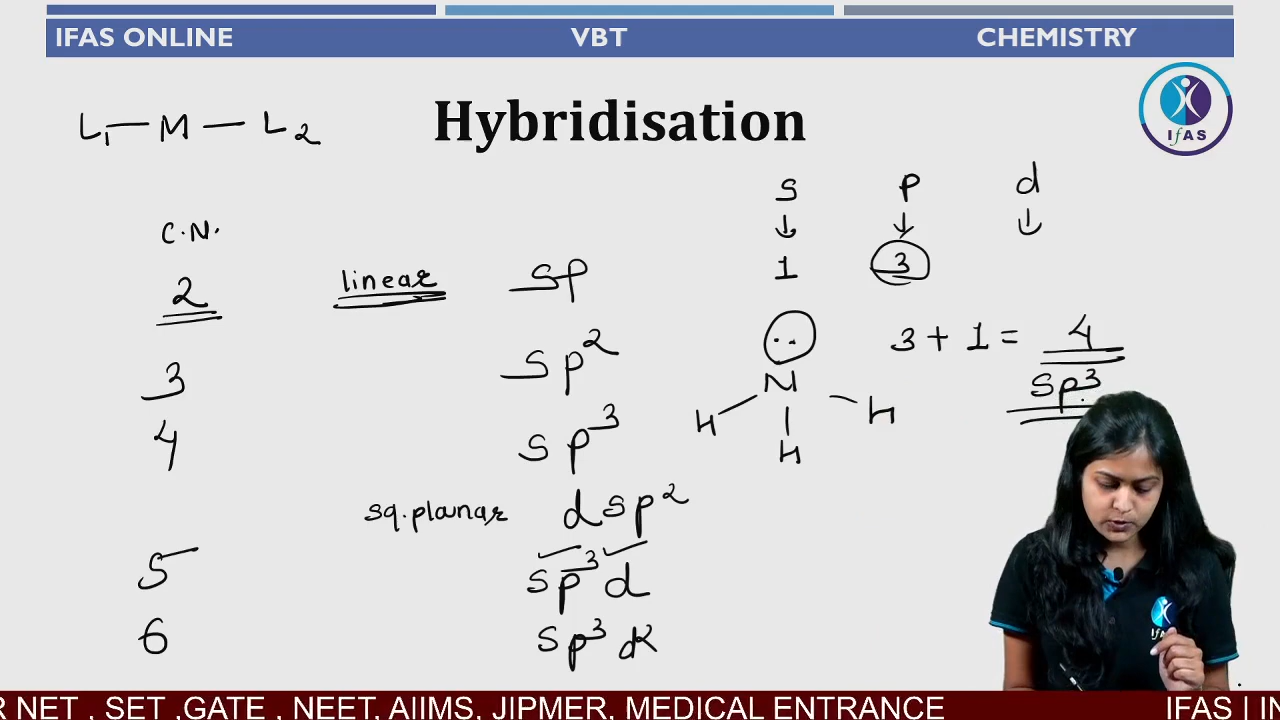 IFAS ONLINE VBT CHEMISTRY
Hybridisation
IfAS
L1 — M — L2
s p d
↓ ↓ ↓
1 3
C.N.
2 linear sp
3 sp²
4 sp³
sq.planar dsp²
5 sp³d
6 sp³d²
..
N
H H
H
3 + 1 = 4
sp³
ifas
R NET , SET ,GATE , NEET, AIIMS, JIPMER, MEDICAL ENTRANCE IFAS | IN